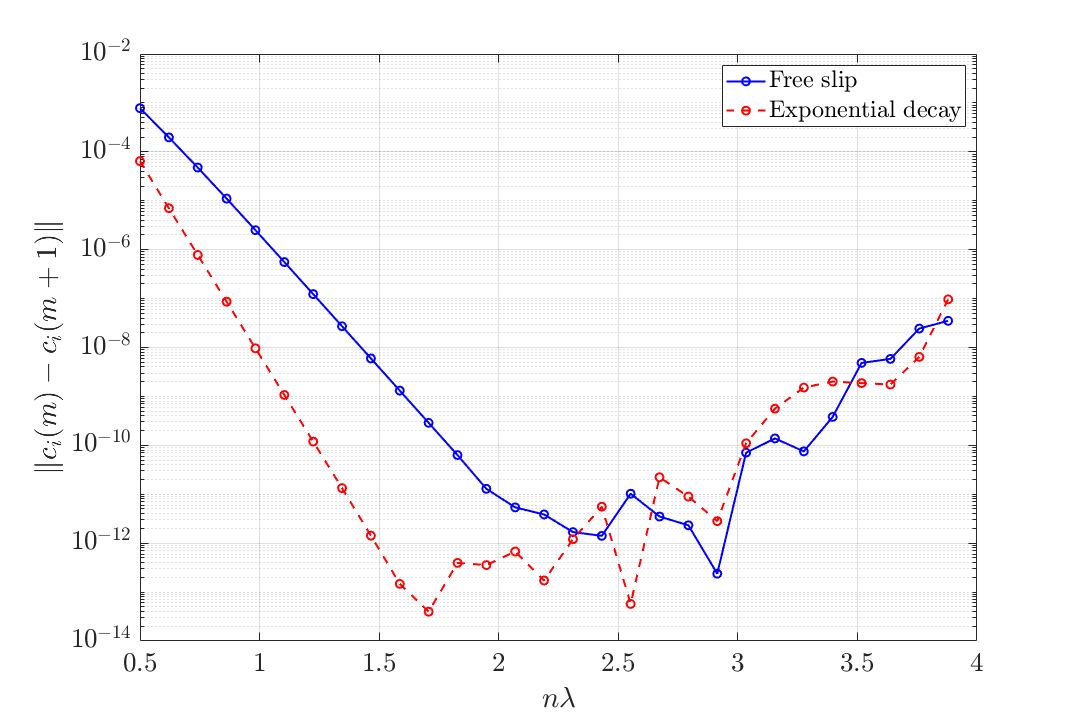 10^{-2}
10^{-4}
10^{-6}
10^{-8}
10^{-10}
10^{-12}
10^{-14}
‖c_i(m) − c_i(m + 1)‖
Free slip
Exponential decay
0.5 1 1.5 2 2.5 3 3.5 4
nλ